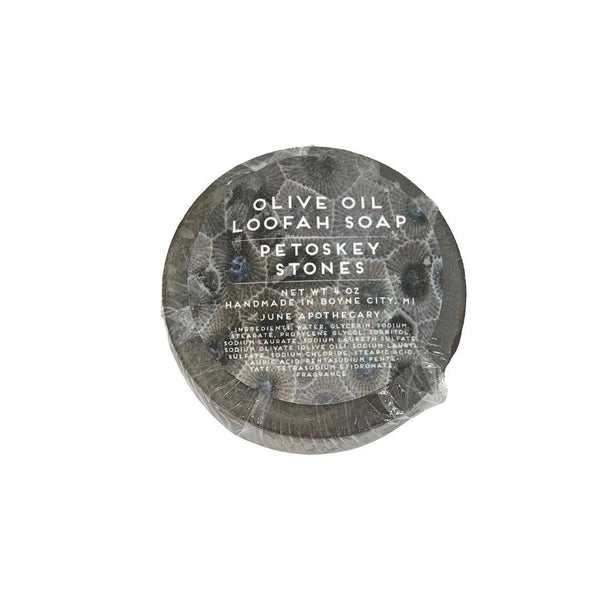 OLIVE OIL
LOOFAH SOAP
PETOSKEY
STONES
NET WT 4 OZ
HANDMADE IN BOYNE CITY, MI
JUNE APOTHECARY
INGREDIENTS, WATER, GLYCERIN, SODIUM
STEARATE, PROPYLENE GLYCOL, SORBITOL,
SODIUM LAURATE, SODIUM LAURETH SULFATE,
SODIUM OLIVATE (OLIVE OIL), SODIUM LAURYL
SULFATE, SODIUM CHLORIDE, STEARIC ACID,
LAURIC ACID, PENTASODIUM PENTE-
TATE, TETRASODIUM ETIDRONATE,
FRAGRANCE